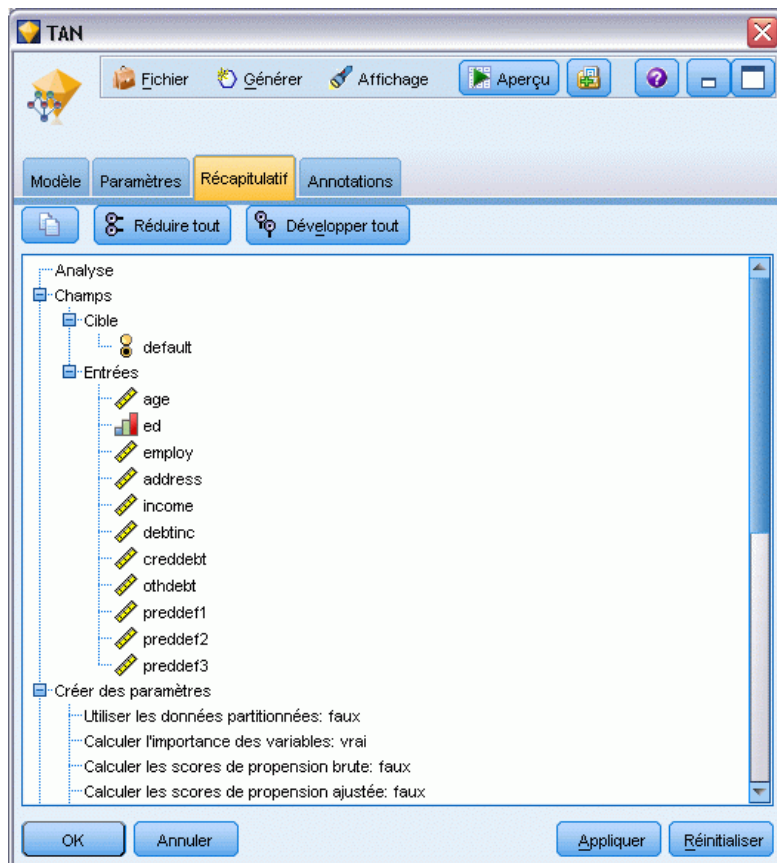 TAN
Fichier Générer Affichage Aperçu
Modèle Paramètres Récapitulatif Annotations
Réduire tout Développer tout
Analyse
Champs
Cible
default
Entrées
age
ed
employ
address
income
debtinc
creddebt
othdebt
preddef1
preddef2
preddef3
Créer des paramètres
Utiliser les données partitionnées: faux
Calculer l'importance des variables: vrai
Calculer les scores de propension brute: faux
Calculer les scores de propension ajustée: faux
OK Annuler Appliquer Réinitialiser